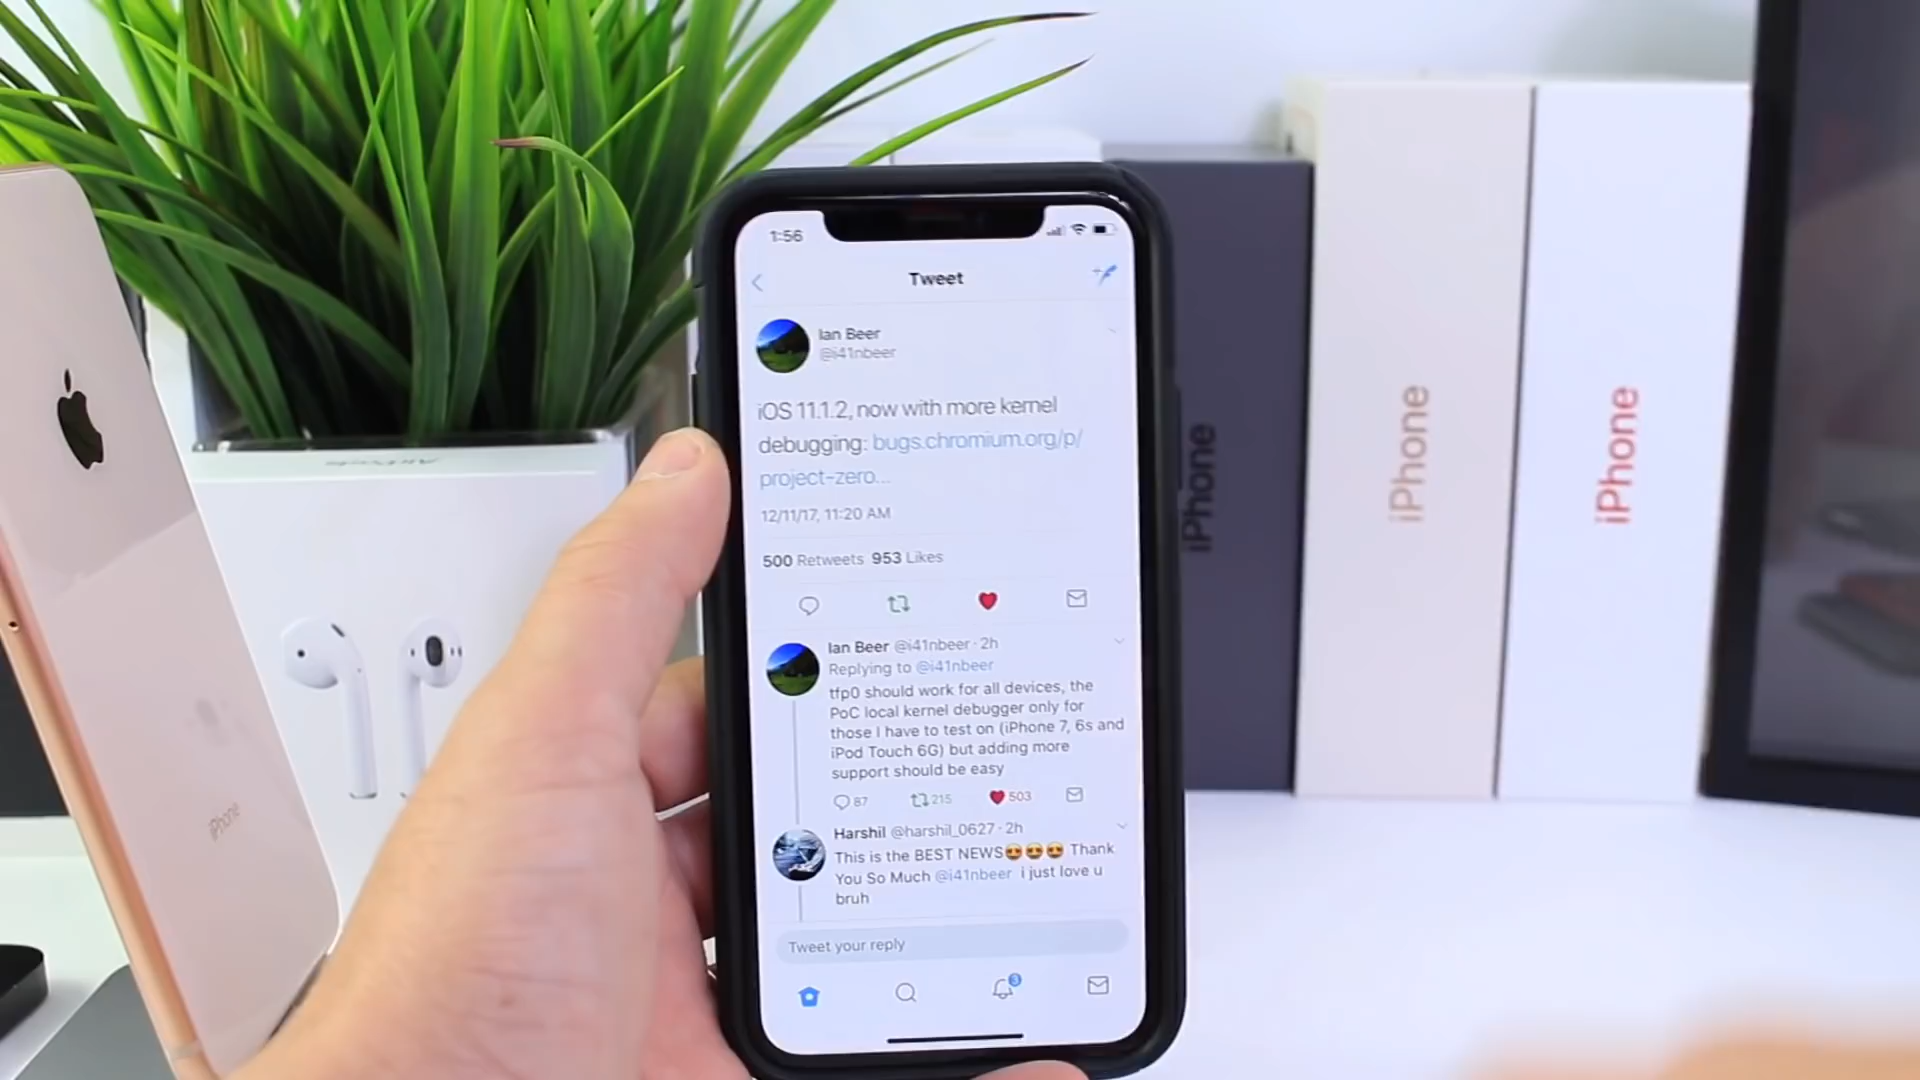 1:56
Tweet
Ian Beer
@i41nbeer
iOS 11.1.2, now with more kernel
debugging: bugs.chromium.org/p/
project-zero...
12/11/17, 11:20 AM
500 Retweets 953 Likes
Ian Beer @i41nbeer · 2h
Replying to @i41nbeer
tfp0 should work for all devices, the
PoC local kernel debugger only for
those I have to test on (iPhone 7, 6s and
iPod Touch 6G) but adding more
support should be easy
87 215 503
Harshil @harshil_0627 · 2h
This is the BEST NEWS😍😍😍 Thank
You So Much @i41nbeer i just love u
bruh
Tweet your reply
3
iPhone
iPhone
iPhone
iPhone
AirPods